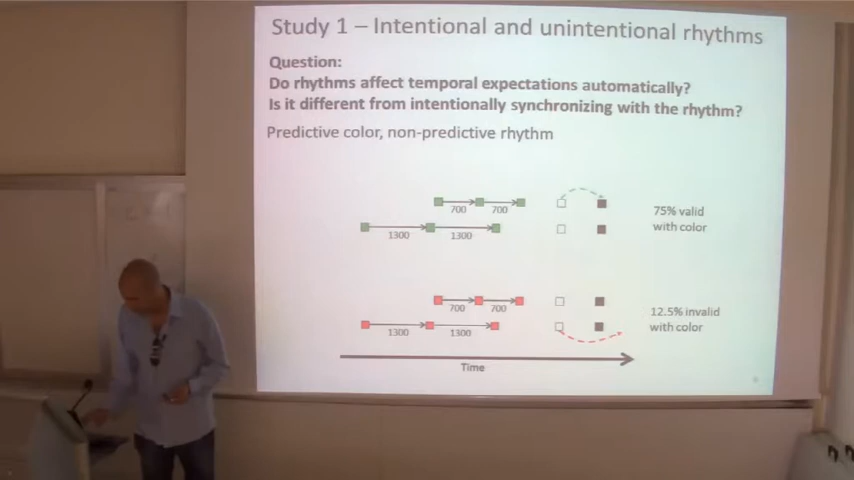 Study 1 – Intentional and unintentional rhythms
Question:
Do rhythms affect temporal expectations automatically?
Is it different from intentionally synchronizing with the rhythm?
Predictive color, non-predictive rhythm
700 700
75% valid
with color
1300 1300
700 700
12.5% invalid
with color
1300 1300
Time